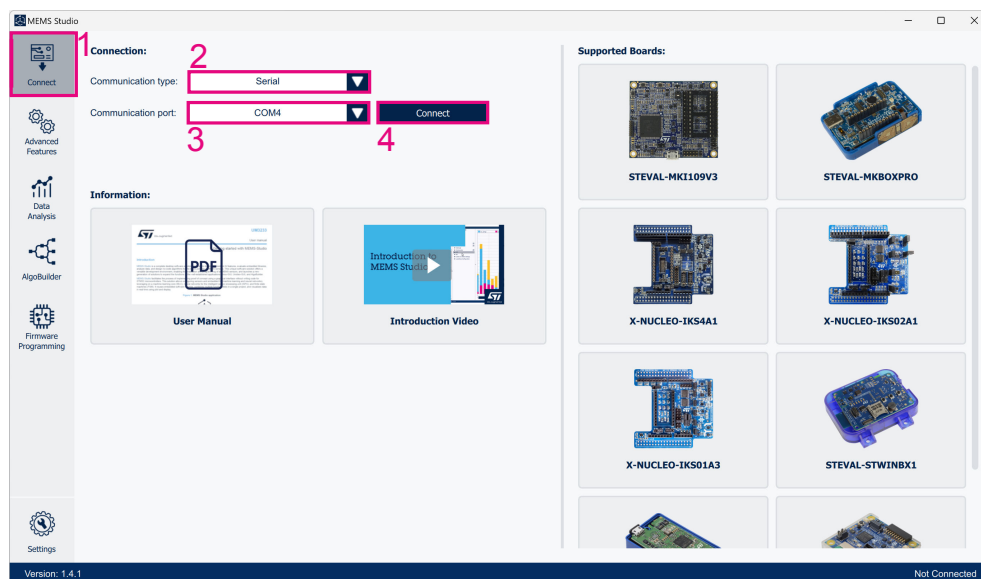 MEMS Studio
1
Connect
Connection:
2
Communication type:
Serial
Communication port:
COM4
Connect
3
4
Advanced
Features
Data
Analysis
AlgoBuilder
Firmware
Programming
Settings
Information:
PDF
User Manual
Introduction to
MEMS Studio
Introduction Video
Supported Boards:
STEVAL-MKI109V3
STEVAL-MKBOXPRO
X-NUCLEO-IKS4A1
X-NUCLEO-IKS02A1
X-NUCLEO-IKS01A3
STEVAL-STWINBX1
Version: 1.4.1
Not Connected